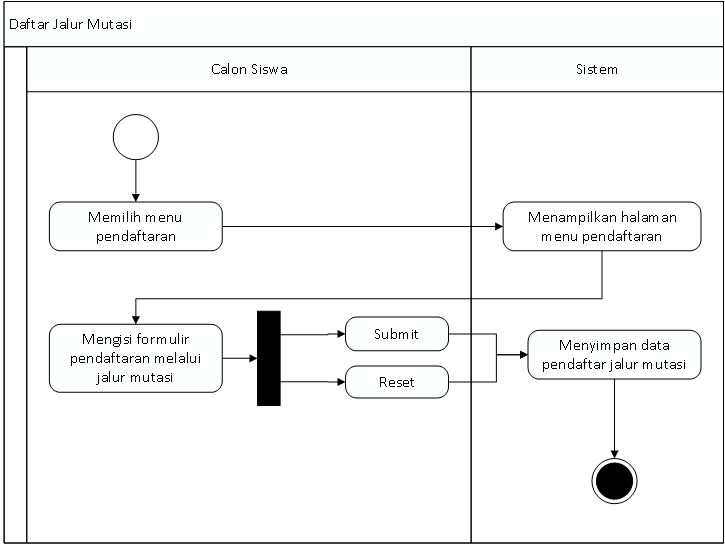 Daftar Jalur Mutasi
Calon Siswa
Sistem
Memilih menu
pendaftaran
Menampilkan halaman
menu pendaftaran
Mengisi formulir
pendaftaran melalui
jalur mutasi
Submit
Reset
Menyimpan data
pendaftar jalur mutasi